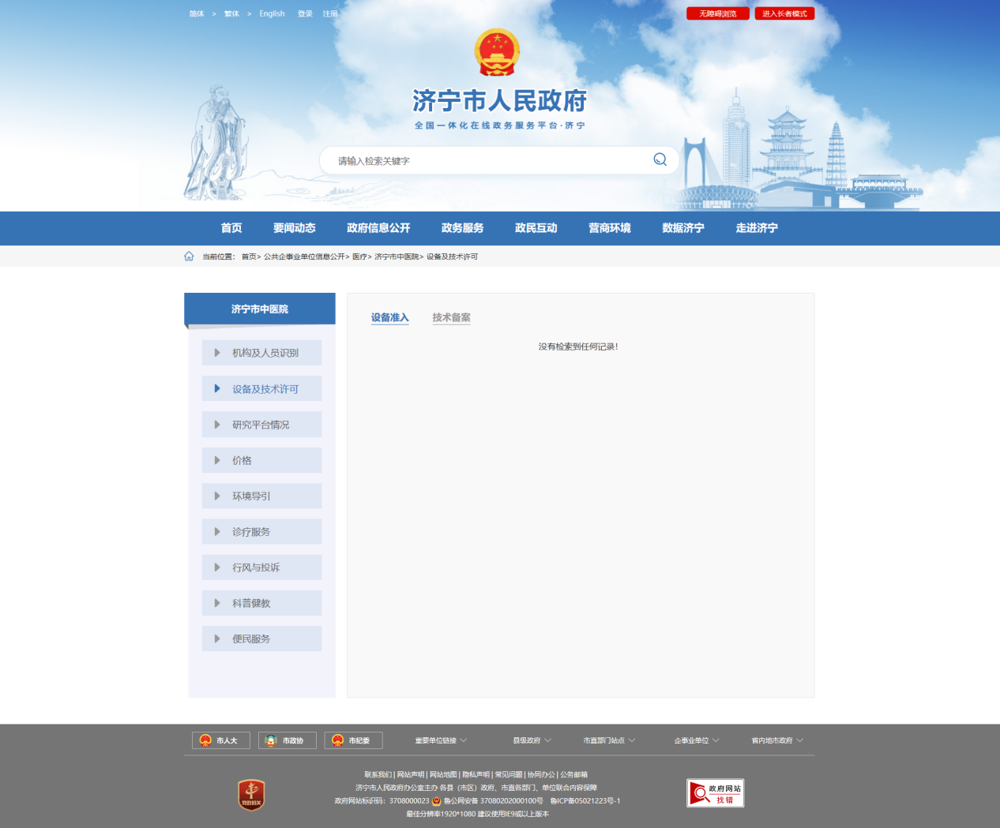 简体 > 繁体 > English 登录 注册
无障碍浏览 进入长者模式
济宁市人民政府
全国一体化在线政务服务平台·济宁
请输入检索关键字
首页 要闻动态 政府信息公开 政务服务 政民互动 营商环境 数据济宁 走进济宁
当前位置： 首页> 公共企事业单位信息公开> 医疗> 济宁市中医院> 设备及技术许可
济宁市中医院
机构及人员识别
设备及技术许可
研究平台情况
价格
环境导引
诊疗服务
行风与投诉
科普健教
便民服务
设备准入 技术备案
没有检索到任何记录！
市人大 市政协 市纪委 重要单位链接 县级政府 市直部门站点 企事业单位 省内地市政府
联系我们 | 网站声明 | 网站地图 | 隐私声明 | 常见问题 | 协同办公 | 公务邮箱
济宁市人民政府办公室主办 各县（市区）政府、市直各部门、单位联合内容保障
政府网站标识码：3708000023 鲁公网安备 37080202000100号 鲁ICP备05021223号-1
最佳分辨率1920*1080 建议使用IE9或以上版本
党政机关
政府网站
找错